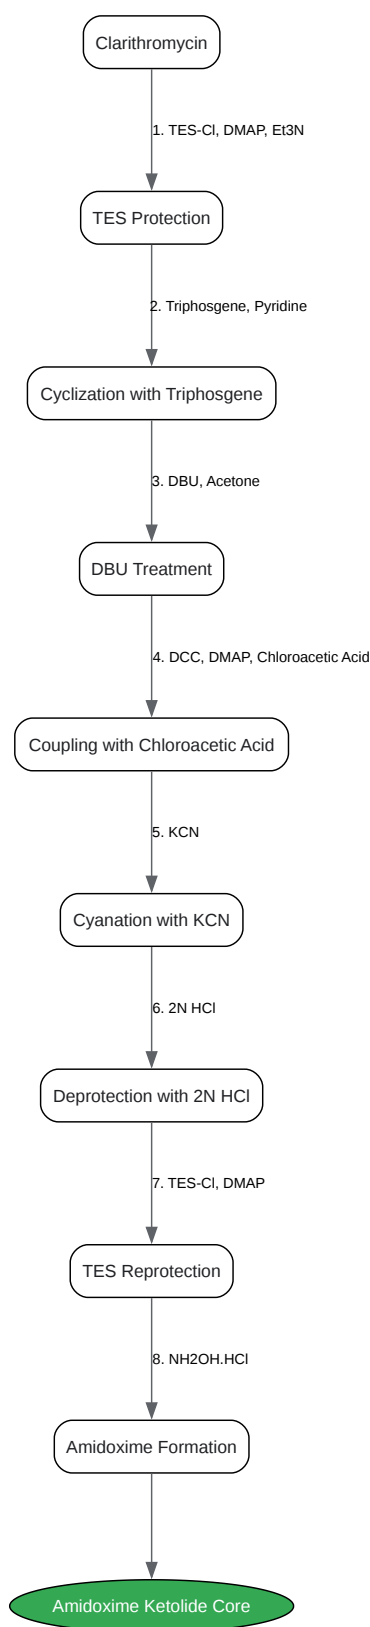 Clarithromycin
1. TES-Cl, DMAP, Et3N
TES Protection
2. Triphosgene, Pyridine
Cyclization with Triphosgene
3. DBU, Acetone
DBU Treatment
4. DCC, DMAP, Chloroacetic Acid
Coupling with Chloroacetic Acid
5. KCN
Cyanation with KCN
6. 2N HCl
Deprotection with 2N HCl
7. TES-Cl, DMAP
TES Reprotection
8. NH2OH.HCl
Amidoxime Formation
Amidoxime Ketolide Core